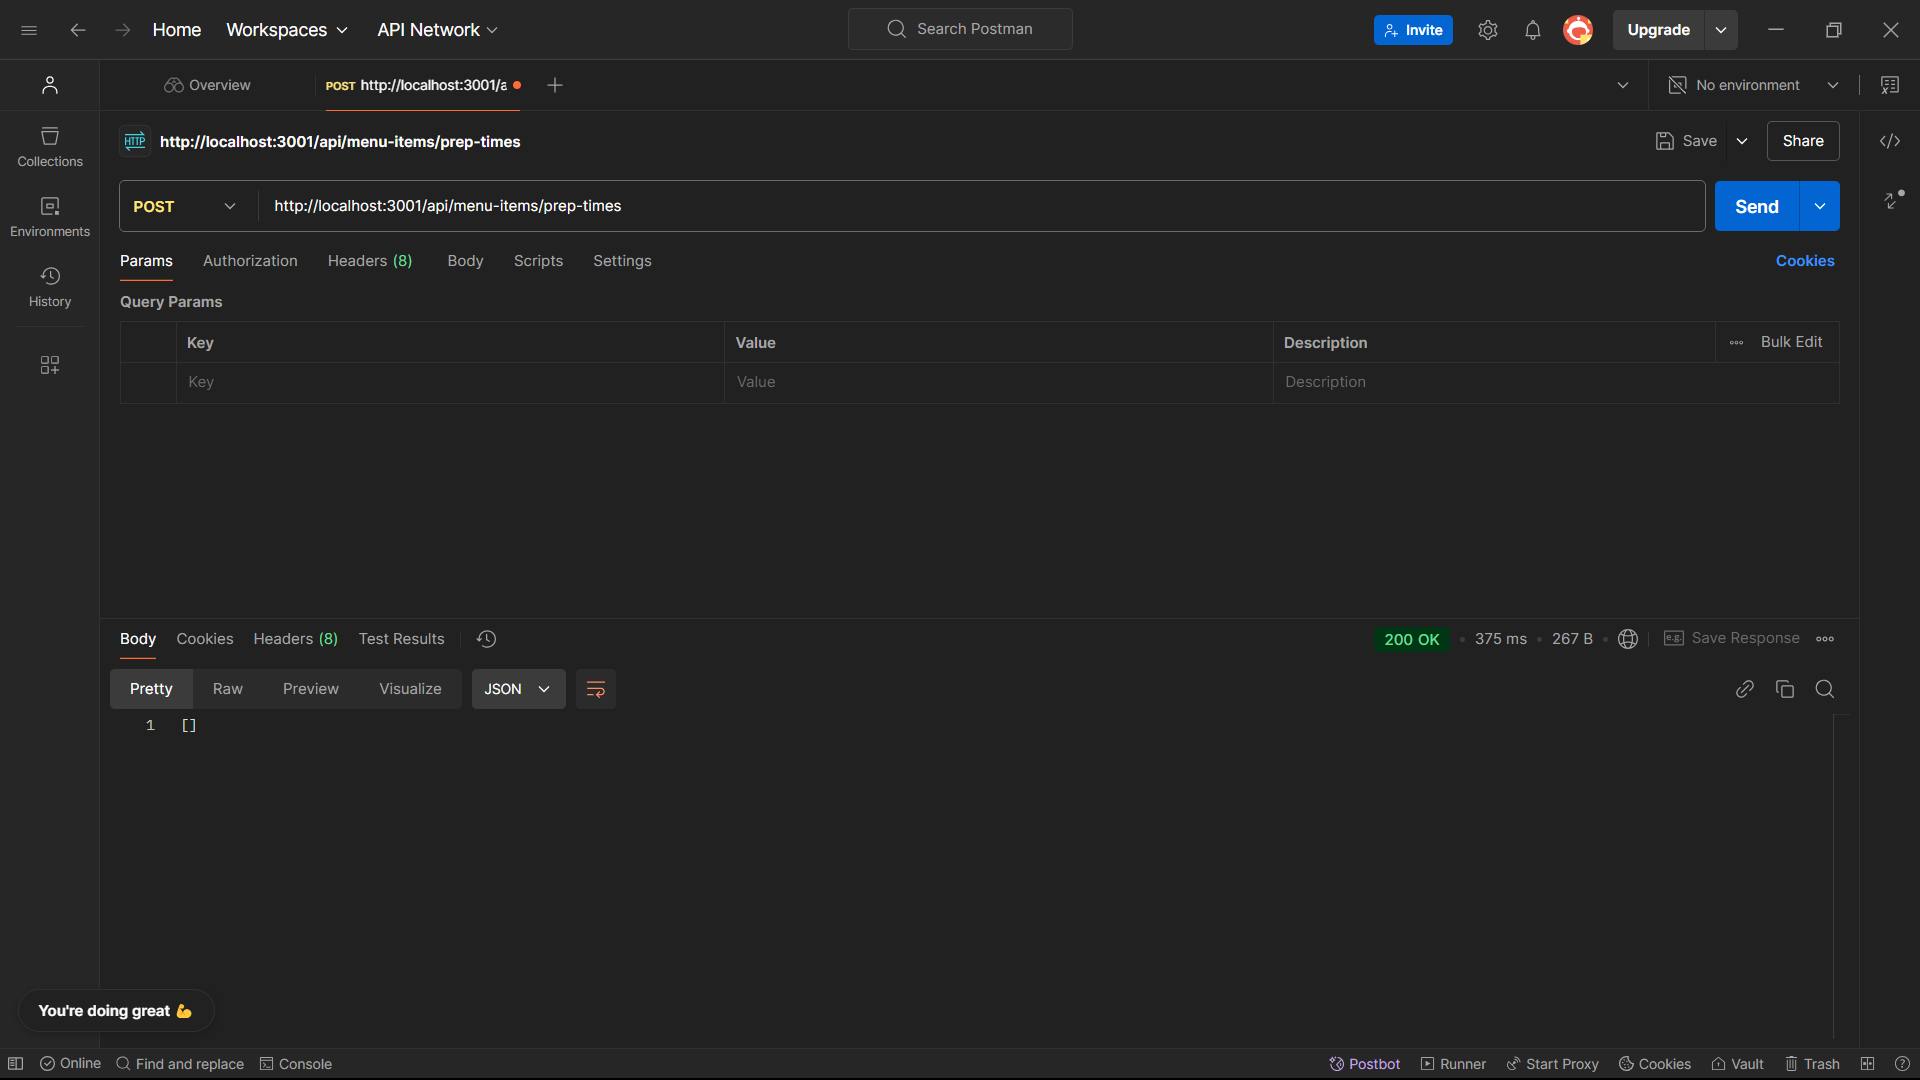 Home Workspaces API Network Search Postman Invite Upgrade
Overview POST http://localhost:3001/a No environment
HTTP http://localhost:3001/api/menu-items/prep-times Save Share
POST http://localhost:3001/api/menu-items/prep-times Send
Collections
Environments
History
Params Authorization Headers (8) Body Scripts Settings Cookies
Query Params
Key Value Description Bulk Edit
Key Value Description
Body Cookies Headers (8) Test Results 200 OK 375 ms 267 B e.g. Save Response
Pretty Raw Preview Visualize JSON
1 []
You're doing great 💪
Online Find and replace Console Postbot Runner Start Proxy Cookies Vault Trash